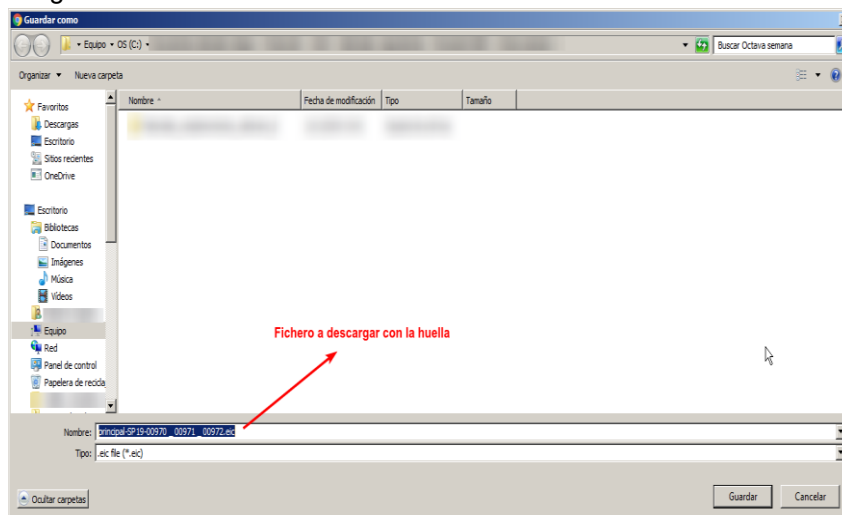 Guardar como
Equipo OS (C:)
Buscar Octava semana
Organizar Nueva carpeta
Nombre Fecha de modificación Tipo Tamaño
Favoritos
Descargas
Escritorio
Sitios recientes
OneDrive
Escritorio
Bibliotecas
Documentos
Imágenes
Música
Vídeos
Equipo
Red
Panel de control
Papelera de recicla
Fichero a descargar con la huella
Nombre: principal-SP19-00970__00971__00972.eic
Tipo: .eic file (*.eic)
Ocultar carpetas
Guardar Cancelar